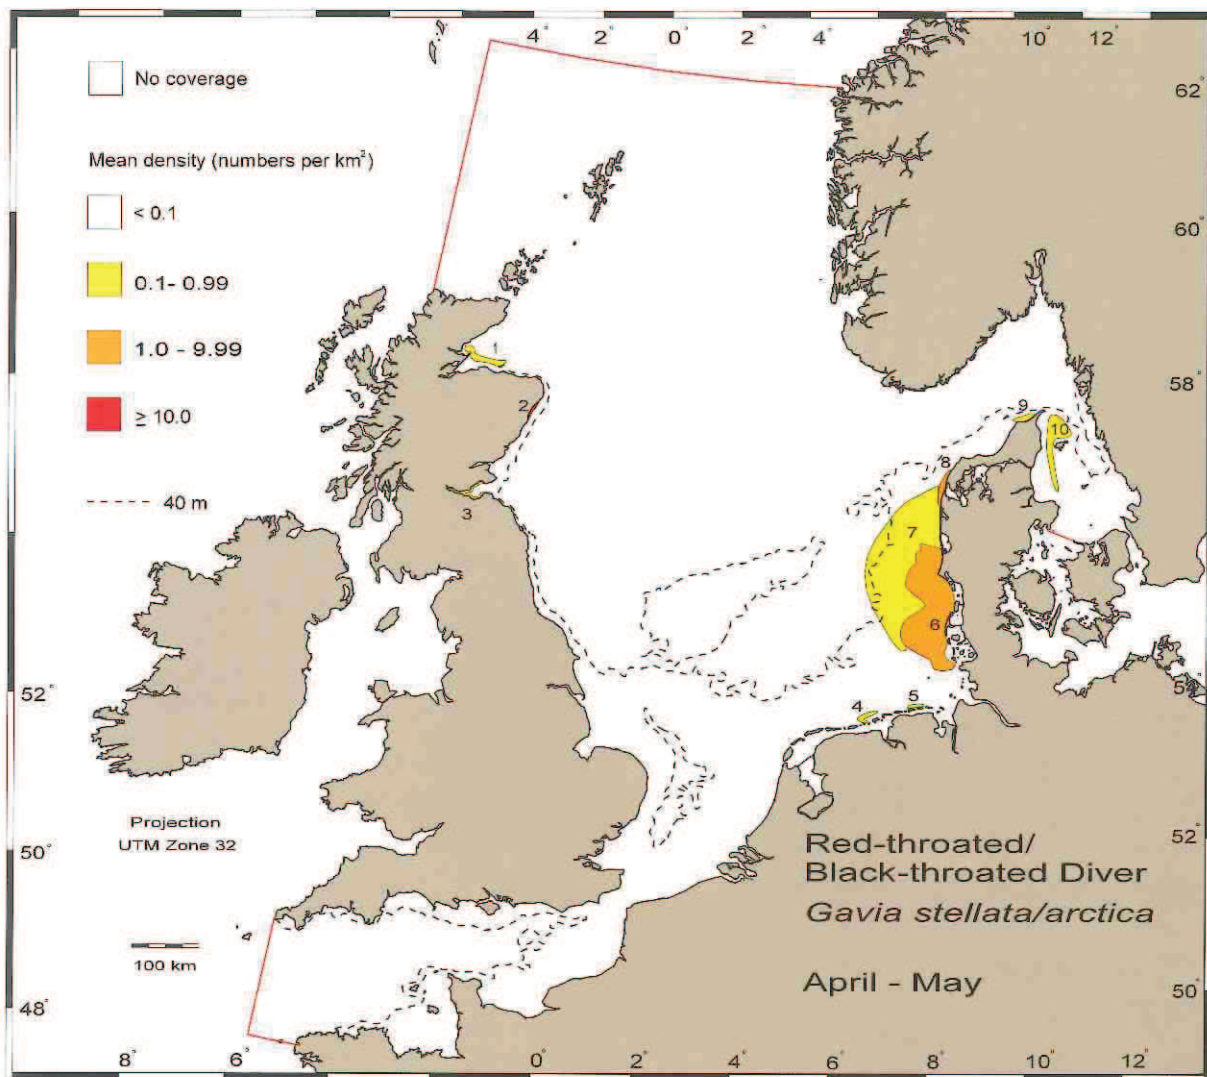 4° 2° 0° 2° 4° 10° 12°
No coverage
62°
Mean density (numbers per km²)
< 0.1
60°
0.1- 0.99
1.0 - 9.99
1
58°
≥ 10.0
2
9
10
8
40 m
3
7
6
52°
5
4
Projection
UTM Zone 32
50°
52°
Red-throated/
Black-throated Diver
Gavia stellata/arctica
100 km
April - May
48°
50°
8° 6° 0° 2° 4° 6° 8° 10° 12°